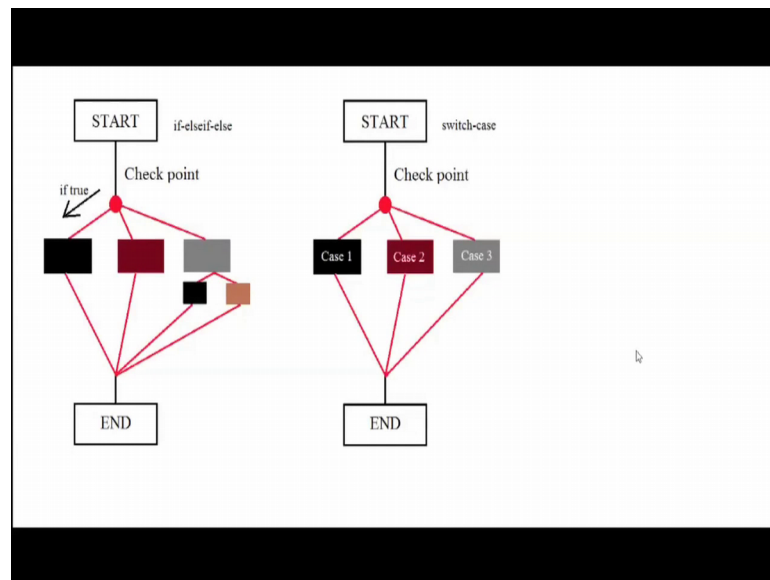 START
if-elseif-else
Check point
if true
END
START
switch-case
Check point
Case 1
Case 2
Case 3
END